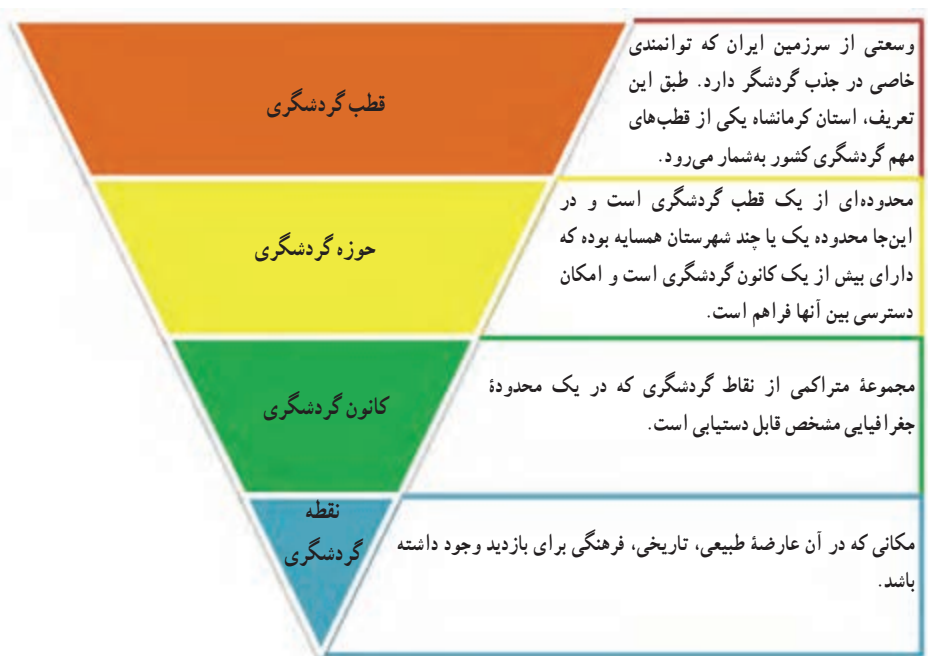 وسعتی از سرزمین ایران که توانمندی
خاصی در جذب گردشگر دارد. طبق این
تعریف، استان کرمانشاه یکی از قطب‌های
مهم گردشگری کشور به‌شمار می‌رود.
قطب گردشگری
محدوده‌ای از یک قطب گردشگری است و در
این‌جا محدوده یک یا چند شهرستان همسایه بوده که
دارای بیش از یک کانون گردشگری است و امکان
دسترسی بین آنها فراهم است.
حوزه گردشگری
مجموعهٔ متراکمی از نقاط گردشگری که در یک محدودهٔ
جغرافیایی مشخص قابل دستیابی است.
کانون گردشگری
مکانی که در آن عارضهٔ طبیعی، تاریخی، فرهنگی برای بازدید وجود داشته
باشد.
نقطه
گردشگری